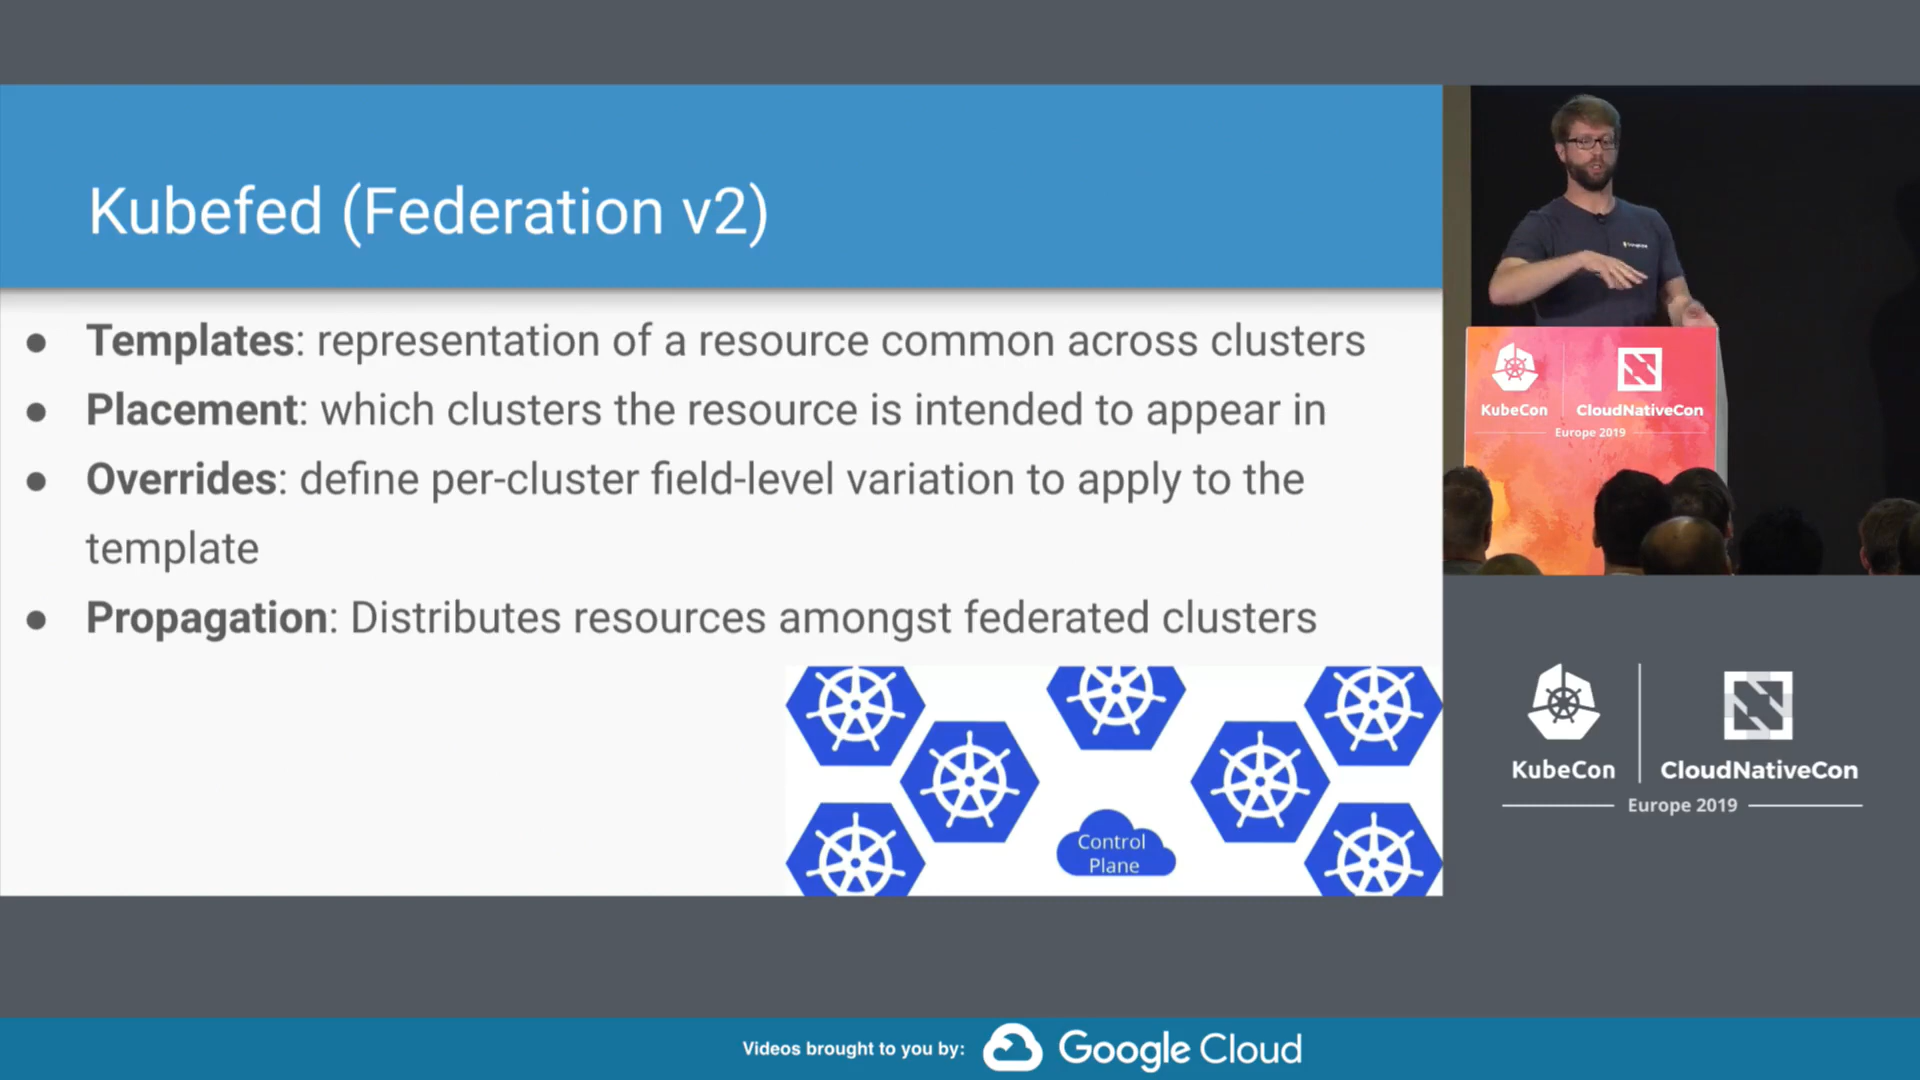 Kubefed (Federation v2)
● Templates: representation of a resource common across clusters
● Placement: which clusters the resource is intended to appear in
● Overrides: define per-cluster field-level variation to apply to the
template
● Propagation: Distributes resources amongst federated clusters
Control
Plane
KubeCon
CloudNativeCon
Europe 2019
KubeCon
CloudNativeCon
Europe 2019
Videos brought to you by:
Google Cloud